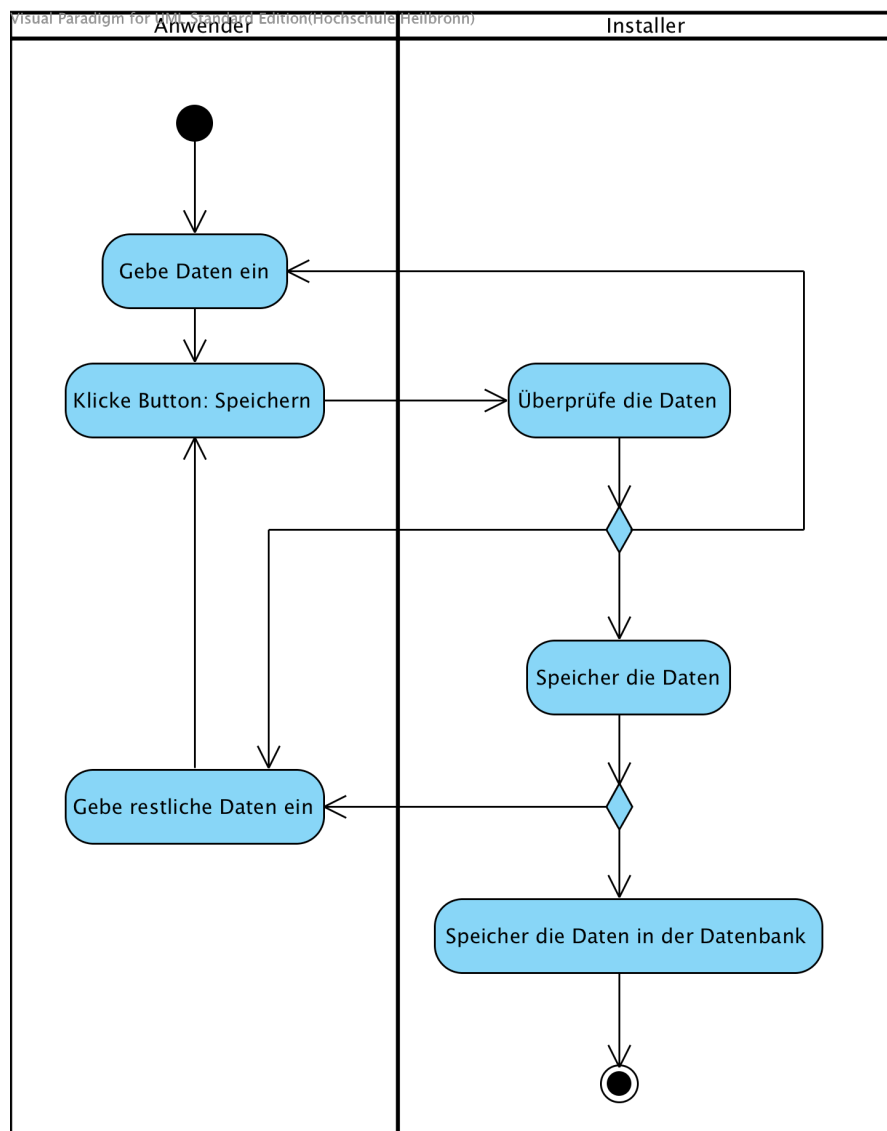 Visual Paradigm for UML Standard Edition(Hochschule Heilbronn)
Anwender
Installer
Gebe Daten ein
Klicke Button: Speichern
Überprüfe die Daten
Speicher die Daten
Gebe restliche Daten ein
Speicher die Daten in der Datenbank